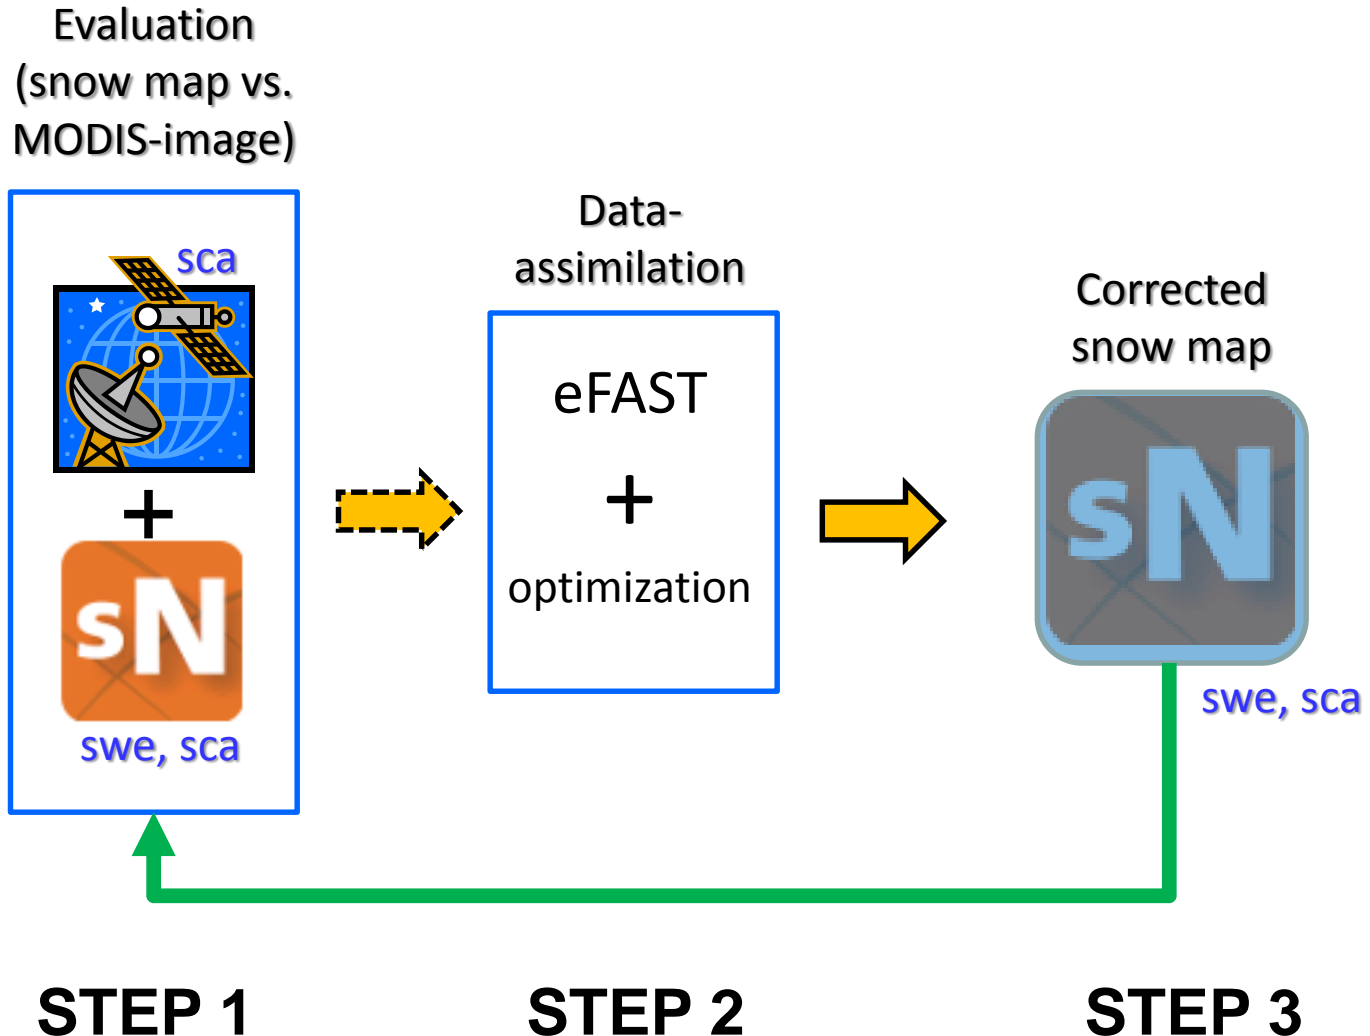 Evaluation
(snow map vs.
MODIS-image)
sca
+
sN
swe, sca
Data-
assimilation
eFAST
+
optimization
Corrected
snow map
sN
swe, sca
STEP 1
STEP 2
STEP 3